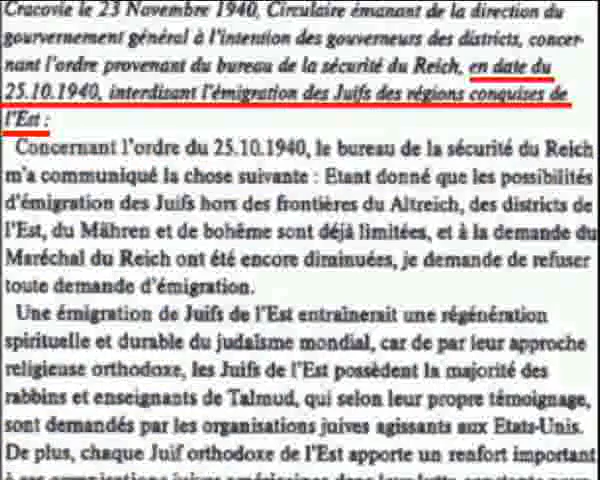 Cracovie le 23 Novembre 1940, Circulaire émanant de la direction du
gourvernement général à l'intention des gouverneurs des districts, concer-
nant l'ordre provenant du bureau de la sécurité du Reich, en date du
25.10.1940, interdisant l'émigration des Juifs des régions conquises de
l'Est :
Concernant l'ordre du 25.10.1940, le bureau de la sécurité du Reich
m'a communiqué la chose suivante : Etant donné que les possibilités
d'émigration des Juifs hors des frontières du Altreich, des districts de
l'Est, du Mähren et de bohême sont déjà limitées, et à la demande du
Maréchal du Reich ont été encore diminuées, je demande de refuser
toute demande d'émigration.
Une émigration de Juifs de l'Est entraînerait une régénération
spirituelle et durable du judaïsme mondial, car de par leur approche
religieuse orthodoxe, les Juifs de l'Est possèdent la majorité des
rabbins et enseignants de Talmud, qui selon leur propre témoignage,
sont demandés par les organisations juives agissants aux Etats-Unis.
De plus, chaque Juif orthodoxe de l'Est apporte un renfort important